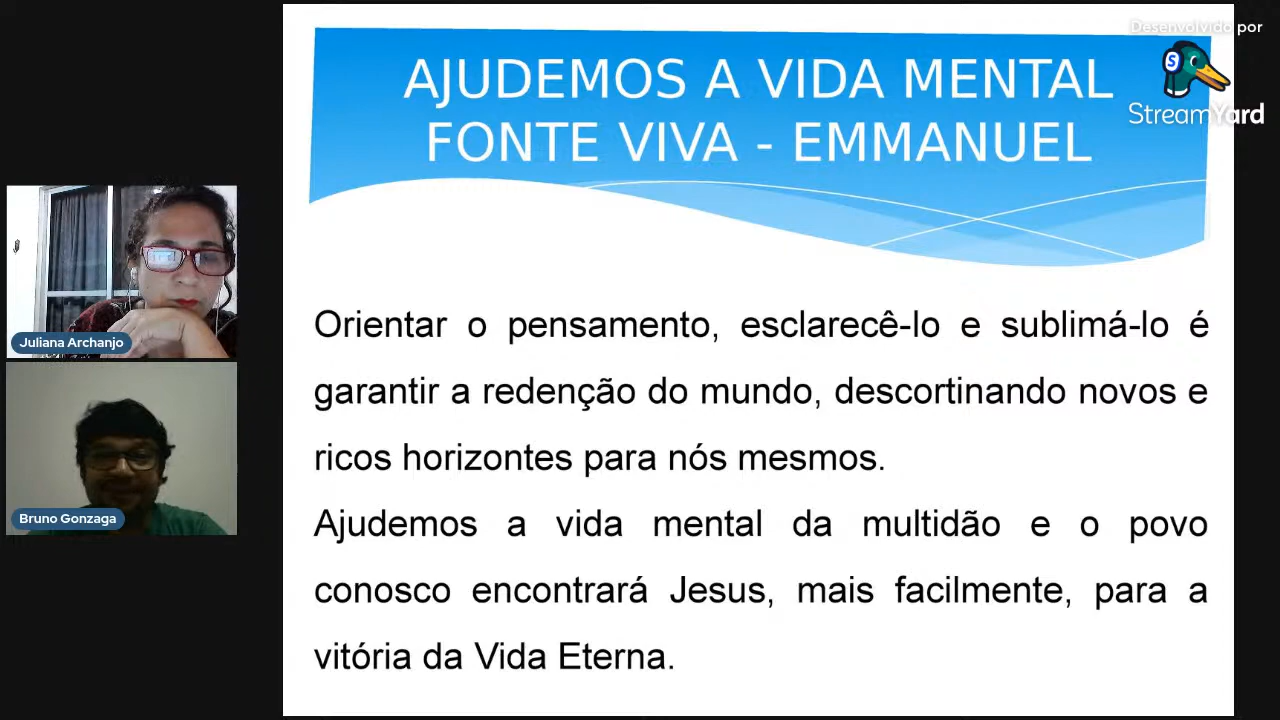 Desenvolvido por
StreamYard
AJUDEMOS A VIDA MENTAL
FONTE VIVA - EMMANUEL
Juliana Archanjo
Bruno Gonzaga
Orientar o pensamento, esclarecê-lo e sublimá-lo é
garantir a redenção do mundo, descortinando novos e
ricos horizontes para nós mesmos.
Ajudemos a vida mental da multidão e o povo
conosco encontrará Jesus, mais facilmente, para a
vitória da Vida Eterna.